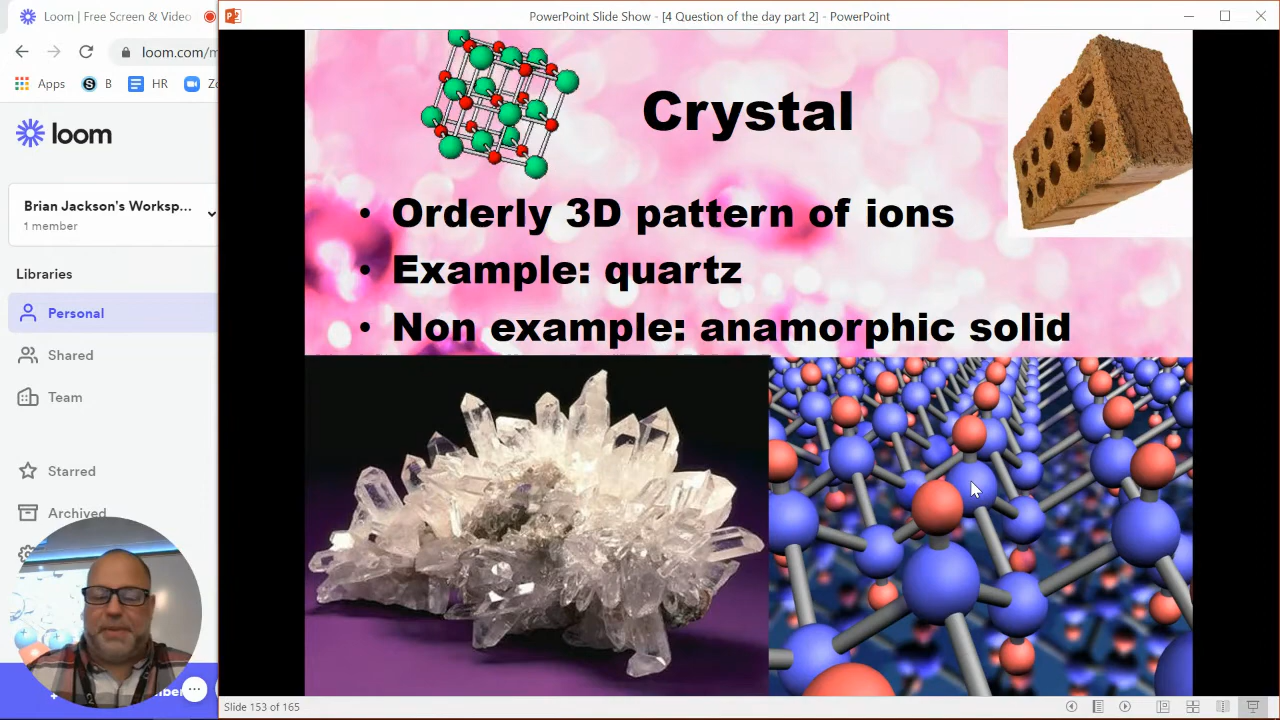 Loom | Free Screen & Video
PowerPoint Slide Show - [4 Question of the day part 2] - PowerPoint
loom.com/m
Apps
B
HR
Zo
loom
Brian Jackson's Worksp...
1 member
Libraries
Personal
Shared
Team
Starred
Archived
Crystal
• Orderly 3D pattern of ions
• Example: quartz
• Non example: anamorphic solid
Slide 153 of 165